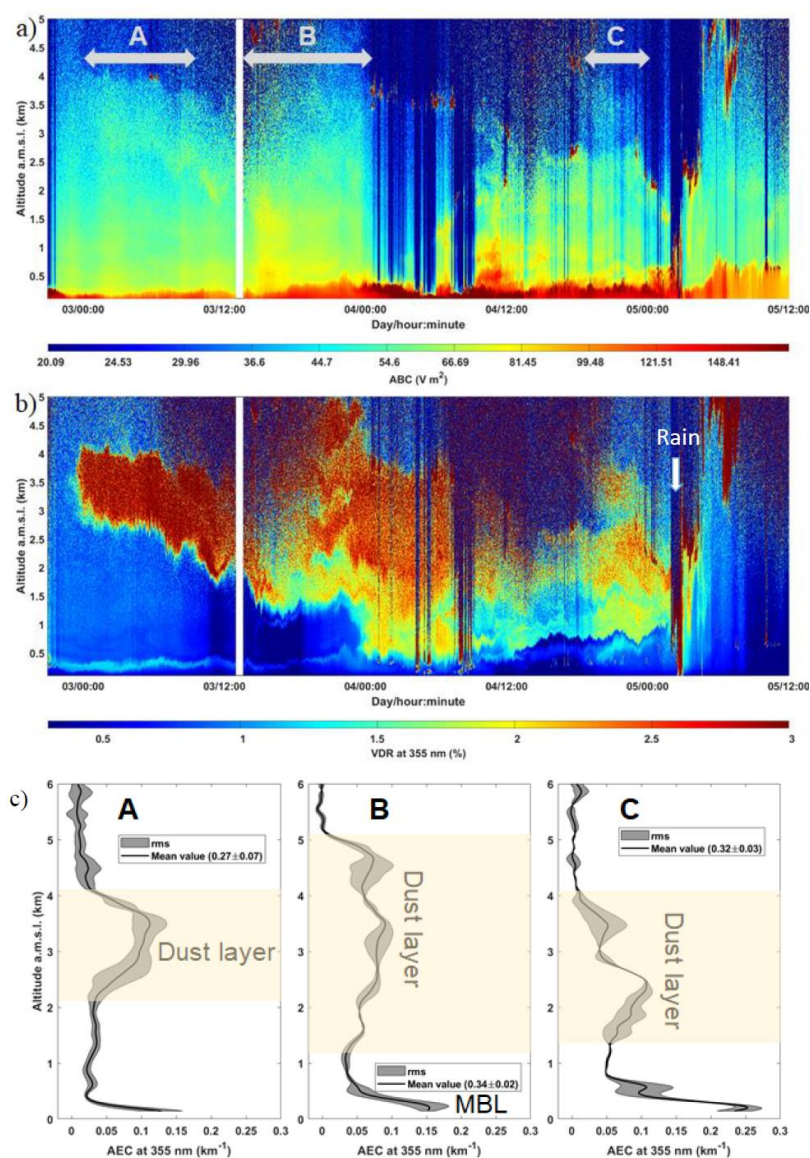 a)
A
B
C
Altitude a.m.s.l. (km)
5
4.5
4
3.5
3
2.5
2
1.5
1
0.5
03/00:00 03/12:00 04/00:00 04/12:00 05/00:00 05/12:00
Day/hour:minute
20.09 24.53 29.96 36.6 44.7 54.6 66.69 81.45 99.48 121.51 148.41
ABC (V m²)
b)
Rain
Altitude a.m.s.l. (km)
5
4.5
4
3.5
3
2.5
2
1.5
1
0.5
03/00:00 03/12:00 04/00:00 04/12:00 05/00:00 05/12:00
Day/hour:minute
0.5 1 1.5 2 2.5 3
VDR at 355 nm (%)
c)
A
rms
Mean value (0.27±0.07)
Dust layer
Altitude a.m.s.l. (km)
6
5
4
3
2
1
0
0 0.05 0.1 0.15 0.2 0.25 0.3
AEC at 355 nm (km⁻¹)
B
Dust layer
rms
Mean value (0.34±0.02)
MBL
6
5
4
3
2
1
0
0 0.05 0.1 0.15 0.2 0.25 0.3
AEC at 355 nm (km⁻¹)
C
rms
Mean value (0.32±0.03)
Dust layer
6
5
4
3
2
1
0
0 0.05 0.1 0.15 0.2 0.25 0.3
AEC at 355 nm (km⁻¹)